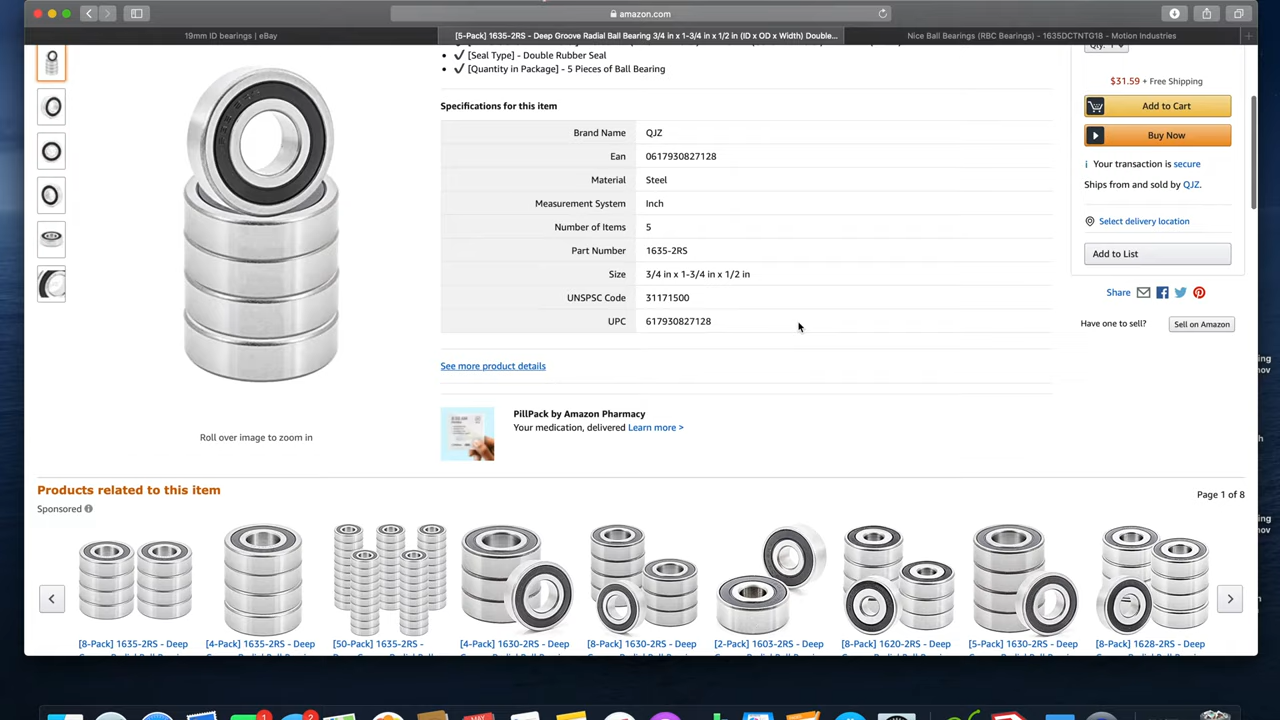 amazon.com
19mm ID bearings | eBay
[5-Pack] 1635-2RS - Deep Groove Radial Ball Bearing 3/4 in x 1-3/4 in x 1/2 in (ID x OD x Width) Double...
Nice Ball Bearings (RBC Bearings) - 1635DCTNTG18 - Motion Industries
Qty: 1
• ✓ [Seal Type] - Double Rubber Seal
• ✓ [Quantity in Package] - 5 Pieces of Ball Bearing
$31.59 + Free Shipping
Specifications for this item
Add to Cart
Brand Name QJZ
Buy Now
Ean 0617930827128
Your transaction is secure
Material Steel
Ships from and sold by QJZ.
Measurement System Inch
Number of Items 5
Select delivery location
Part Number 1635-2RS
Add to List
Size 3/4 in x 1-3/4 in x 1/2 in
UNSPSC Code 31171500
Share
UPC 617930827128
Have one to sell?
Sell on Amazon
See more product details
PillPack by Amazon Pharmacy
Your medication, delivered Learn more >
Roll over image to zoom in
Products related to this item
Sponsored
Page 1 of 8
[8-Pack] 1635-2RS - Deep
[4-Pack] 1635-2RS - Deep
[50-Pack] 1635-2RS -
[4-Pack] 1630-2RS - Deep
[8-Pack] 1630-2RS - Deep
[2-Pack] 1603-2RS - Deep
[8-Pack] 1620-2RS - Deep
[5-Pack] 1630-2RS - Deep
[8-Pack] 1628-2RS - Deep
1
2
MAY